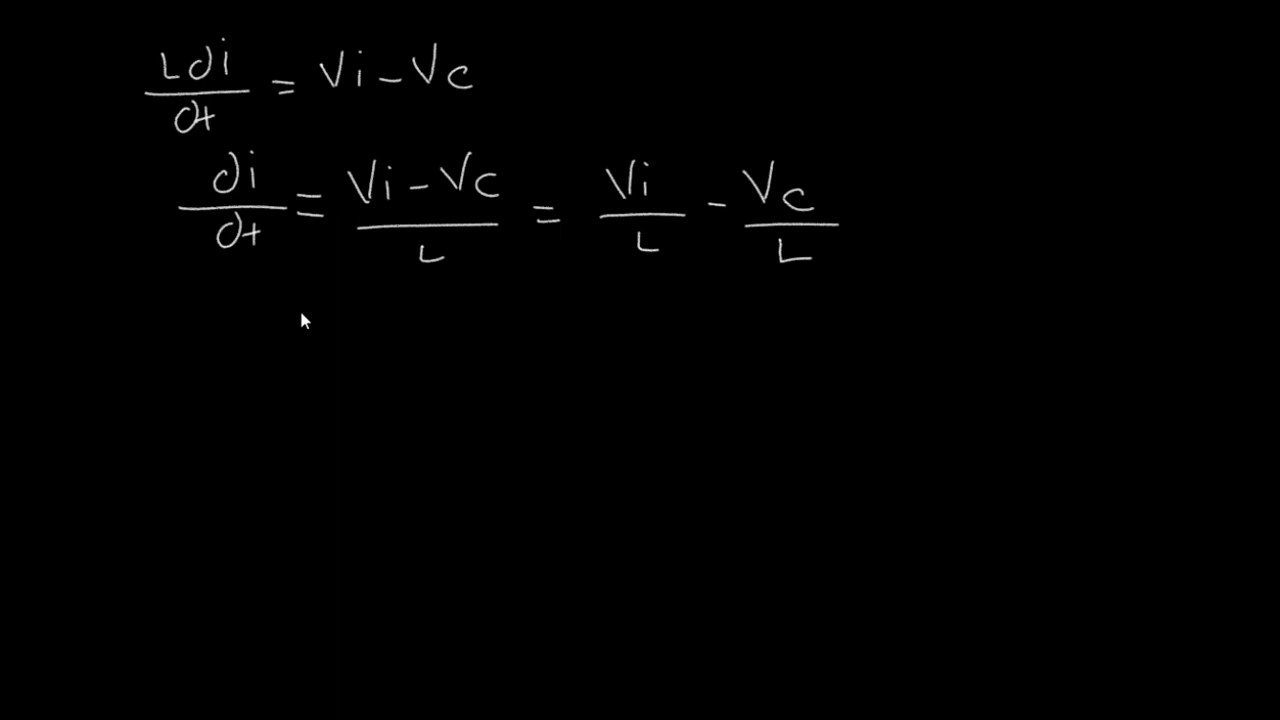 Ldi/dt = Vi - Vc
di/dt = Vi - Vc/L = Vi/L - Vc/L